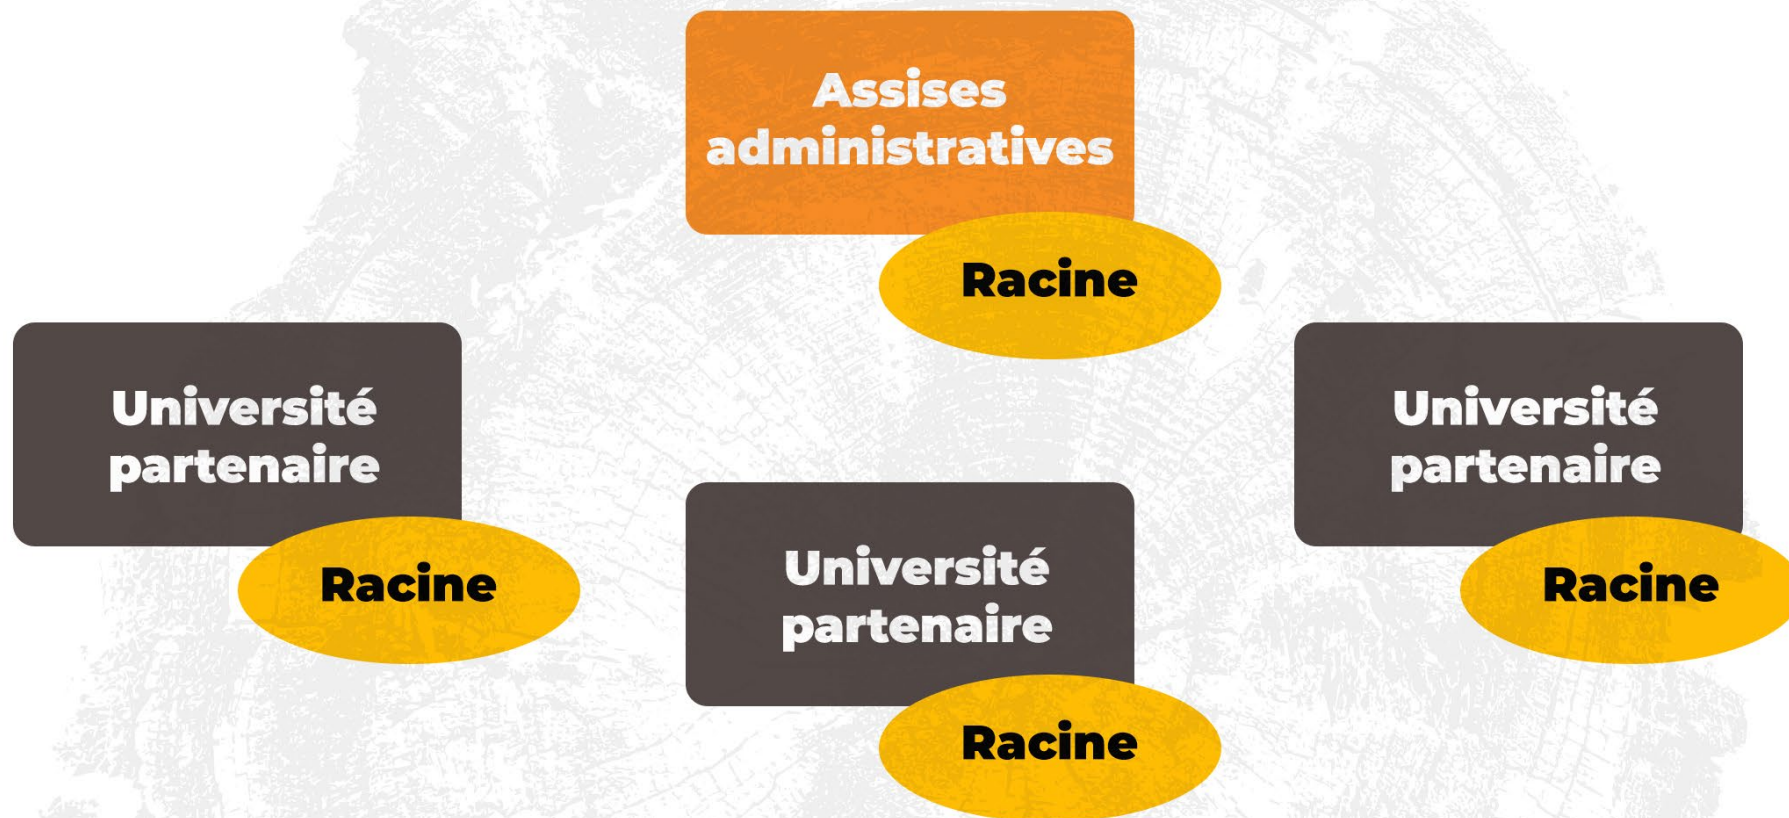 Assises
administratives
Racine
Université
partenaire
Racine
Université
partenaire
Racine
Université
partenaire
Racine